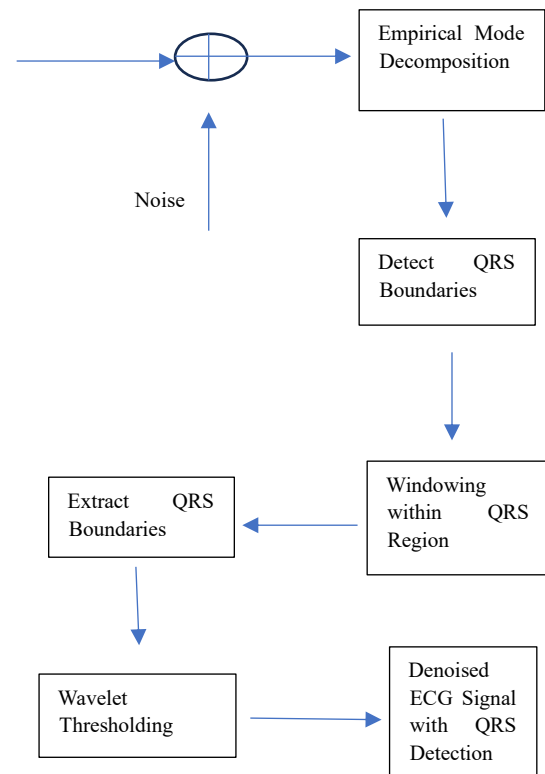 Empirical Mode
Decomposition
Noise
Detect QRS
Boundaries
Windowing
within QRS
Region
Extract QRS
Boundaries
Wavelet
Thresholding
Denoised
ECG Signal
with QRS
Detection